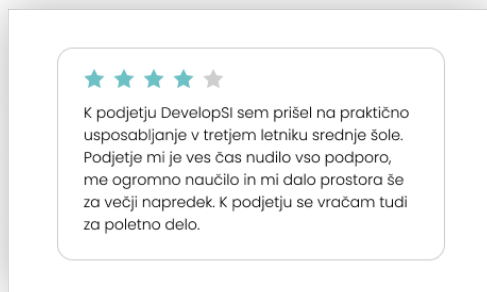 K podjetju DevelopSI sem prišel na praktično
usposabljanje v tretjem letniku srednje šole.
Podjetje mi je ves čas nudilo vso podporo,
me ogromno naučilo in mi dalo prostora še
za večji napredek. K podjetju se vračam tudi
za poletno delo.